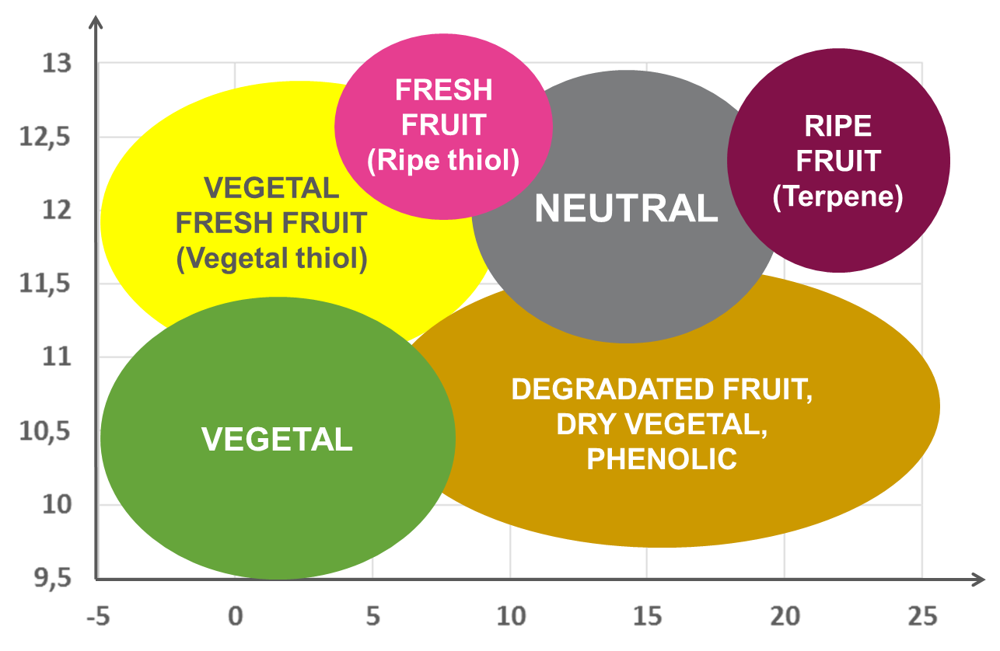 13
12,5
12
11,5
11
10,5
10
9,5
-5
0
5
10
15
20
25
FRESH
FRUIT
(Ripe thiol)
RIPE
FRUIT
(Terpene)
VEGETAL
FRESH FRUIT
(Vegetal thiol)
NEUTRAL
VEGETAL
DEGRADATED FRUIT,
DRY VEGETAL,
PHENOLIC